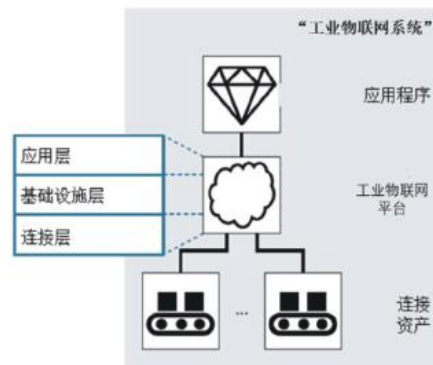 “工业物联网系统”
应用程序
应用层
基础设施层
连接层
工业物联网
平台
...
连接
资产